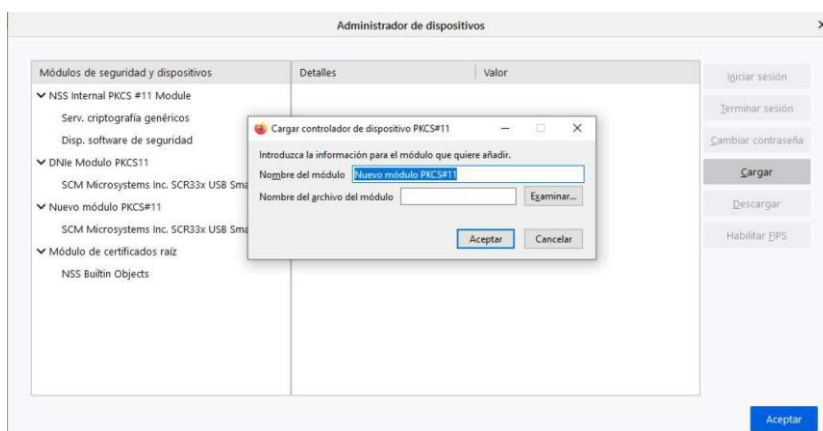 Administrador de dispositivos
Módulos de seguridad y dispositivos
Detalles
Valor
NSS Internal PKCS #11 Module
Serv. criptografía genéricos
Disp. software de seguridad
DNIe Modulo PKCS11
SCM Microsystems Inc. SCR33x USB Sma
Nuevo módulo PKCS#11
SCM Microsystems Inc. SCR33x USB Sma
Módulo de certificados raíz
NSS Builtin Objects
Cargar controlador de dispositivo PKCS#11
Introduzca la información para el módulo que quiere añadir.
Nombre del módulo Nuevo módulo PKCS#11
Nombre del archivo del módulo Examinar...
Aceptar Cancelar
Iniciar sesión
Terminar sesión
Cambiar contraseña
Cargar
Descargar
Habilitar FIPS
Aceptar